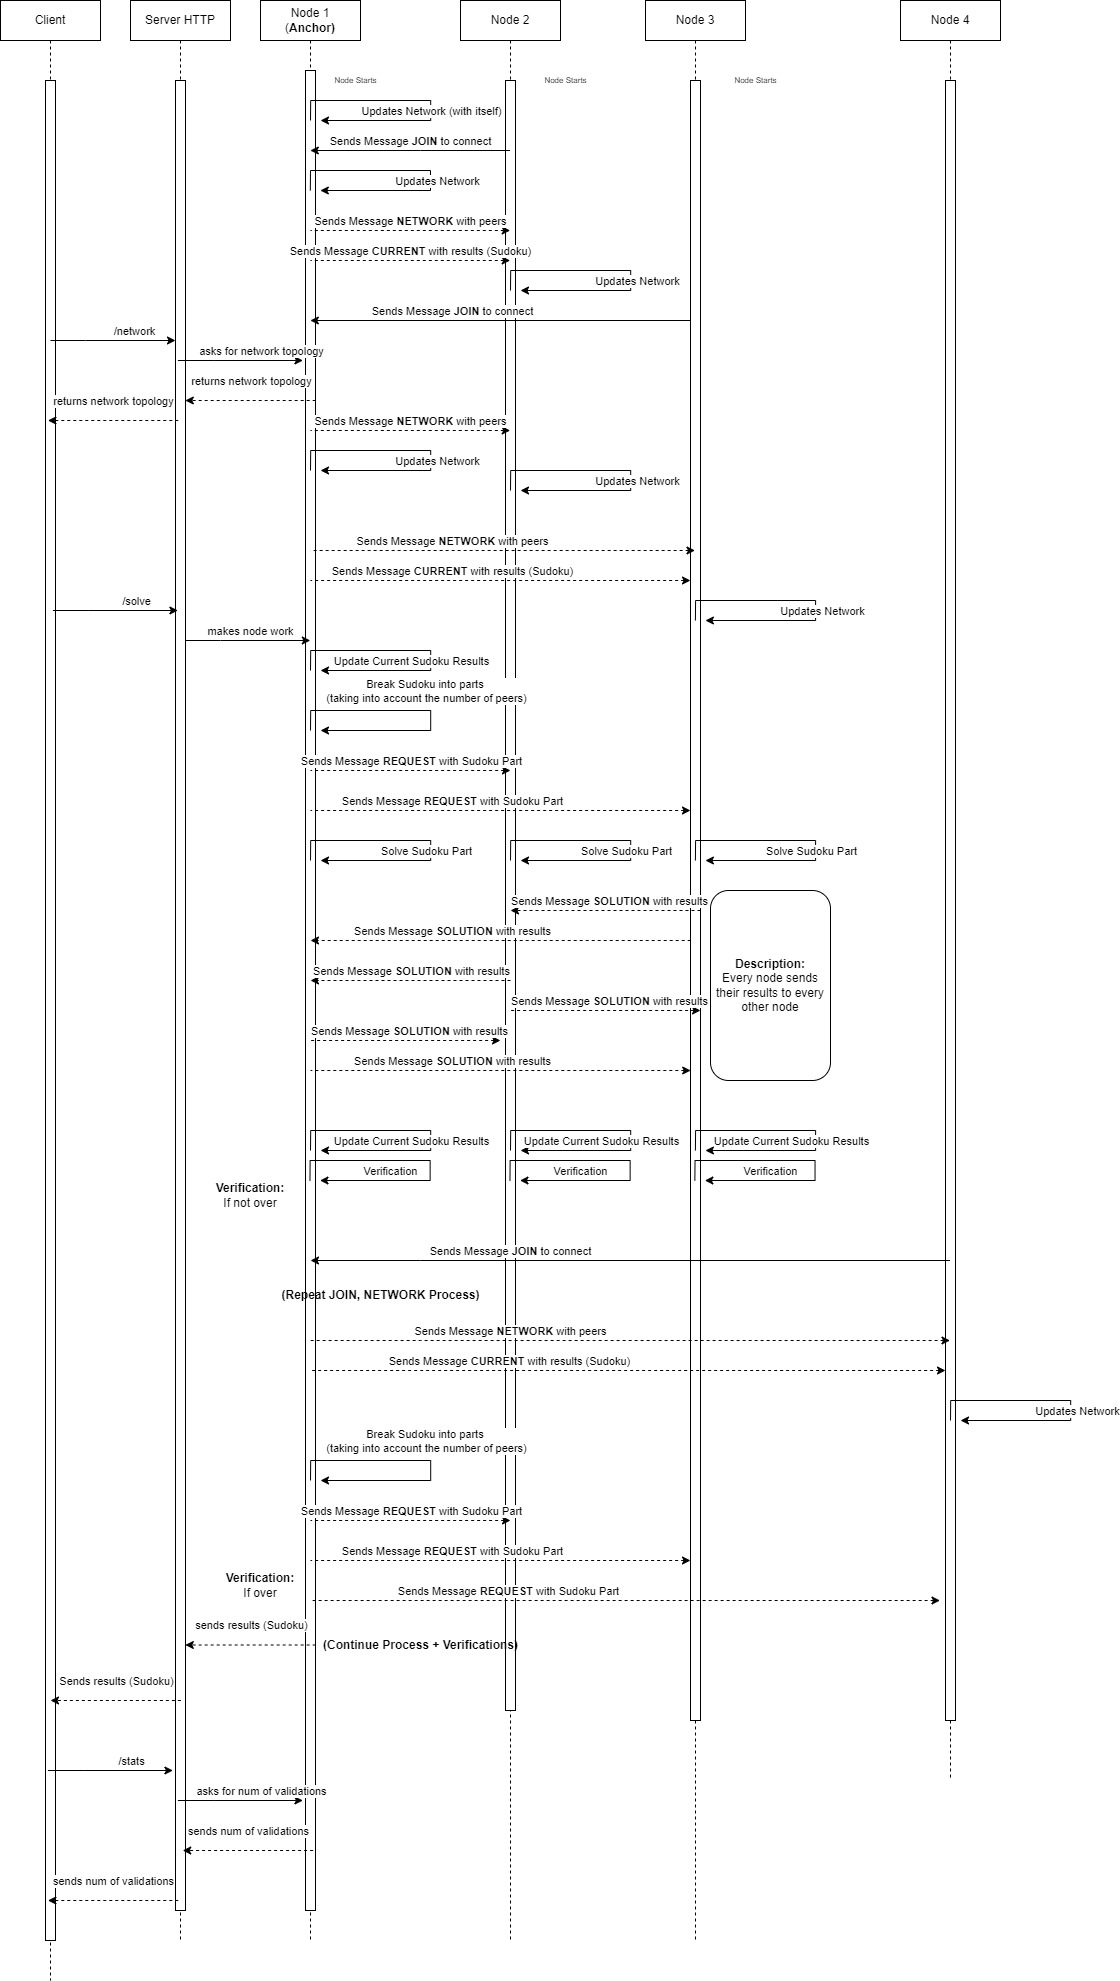 Client
Server HTTP
Node 1
(Anchor)
Node 2
Node 3
Node 4
Node Starts
Node Starts
Node Starts
Updates Network (with itself)
Sends Message JOIN to connect
Updates Network
Sends Message NETWORK with peers
Sends Message CURRENT with results (Sudoku)
Updates Network
Sends Message JOIN to connect
/network
asks for network topology
returns network topology
returns network topology
Sends Message NETWORK with peers
Updates Network
Updates Network
Sends Message NETWORK with peers
Sends Message CURRENT with results (Sudoku)
/solve
Updates Network
makes node work
Update Current Sudoku Results
Break Sudoku into parts
(taking into account the number of peers)
Sends Message REQUEST with Sudoku Part
Sends Message REQUEST with Sudoku Part
Solve Sudoku Part
Solve Sudoku Part
Solve Sudoku Part
Sends Message SOLUTION with results
Sends Message SOLUTION with results
Description:
Every node sends
their results to every
other node
Sends Message SOLUTION with results
Sends Message SOLUTION with results
Sends Message SOLUTION with results
Sends Message SOLUTION with results
Update Current Sudoku Results
Update Current Sudoku Results
Update Current Sudoku Results
Verification
Verification
Verification
Verification:
If not over
Sends Message JOIN to connect
(Repeat JOIN, NETWORK Process)
Sends Message NETWORK with peers
Sends Message CURRENT with results (Sudoku)
Updates Network
Break Sudoku into parts
(taking into account the number of peers)
Sends Message REQUEST with Sudoku Part
Sends Message REQUEST with Sudoku Part
Verification:
If over
Sends Message REQUEST with Sudoku Part
sends results (Sudoku)
(Continue Process + Verifications)
Sends results (Sudoku)
/stats
asks for num of validations
sends num of validations
sends num of validations